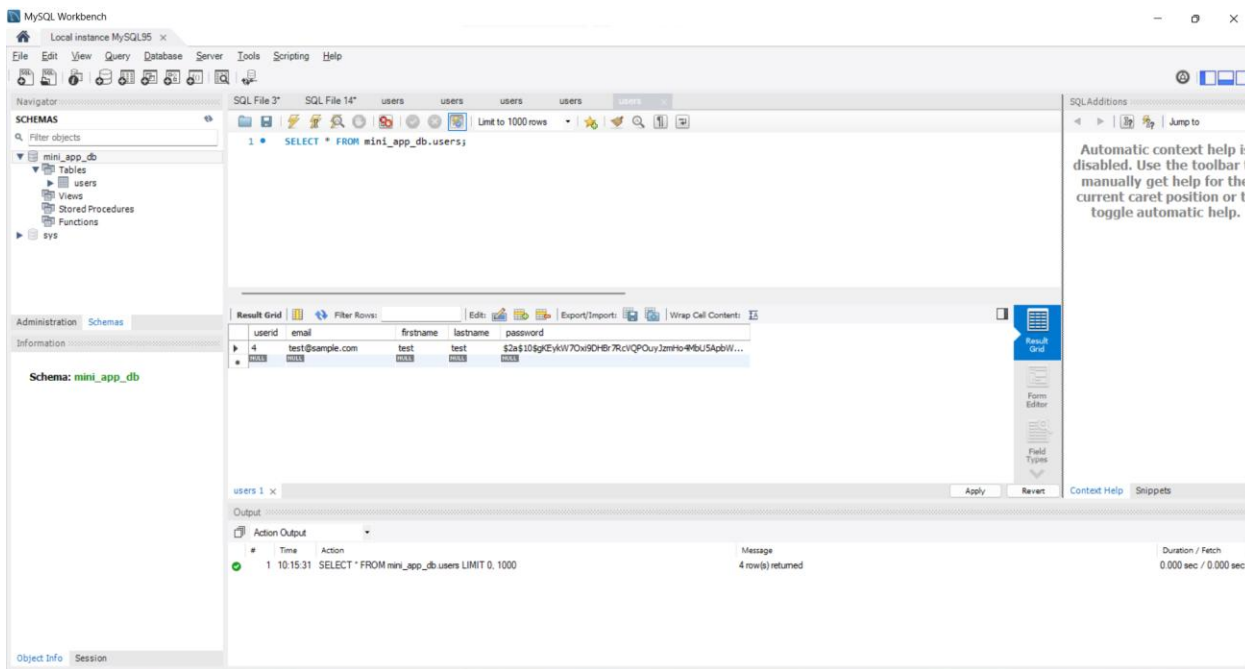 MySQL Workbench
Local instance MySQL95
File Edit View Query Database Server Tools Scripting Help
Navigator
SCHEMAS
Filter objects
mini_app_db
Tables
users
Views
Stored Procedures
Functions
sys
Administration Schemas
Information
Schema: mini_app_db
Object Info Session
SQL File 3* SQL File 14* users users users users users
Limit to 1000 rows
1 SELECT * FROM mini_app_db.users;
Result Grid Filter Rows: Edit: Export/Import: Wrap Cell Content:
userid email firstname lastname password
4 test@sample.com test test
NULL NULL NULL NULL NULL
Result Grid
Form Editor
Field Types
users 1 Apply Revert
Output
Action Output
# Time Action Message Duration / Fetch
1 10:15:31 SELECT * FROM mini_app_db.users LIMIT 0, 1000 4 row(s) returned 0.000 sec / 0.000 sec
SQLAdditions
Jump to
Automatic context help is
disabled. Use the toolbar
manually get help for the
current caret position or
toggle automatic help.
Context Help Snippets